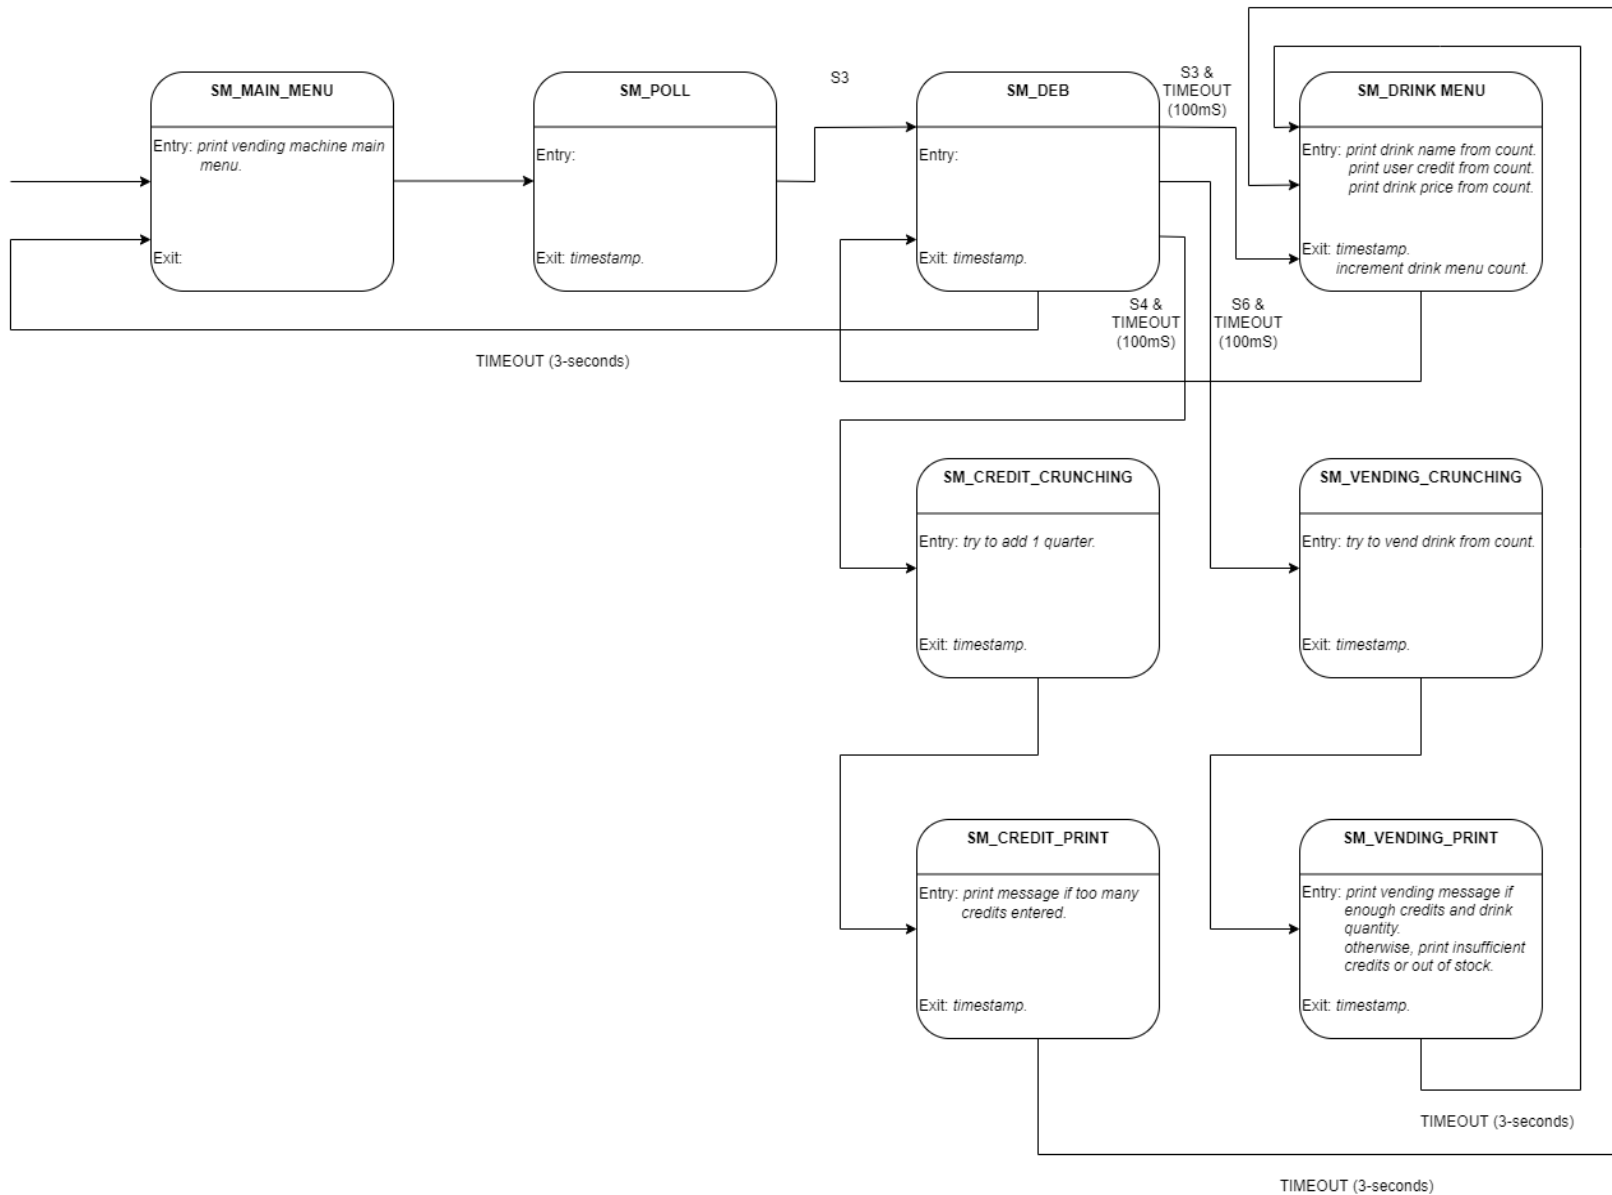 SM_MAIN_MENU
Entry: print vending machine main
menu.
Exit:
SM_POLL
Entry:
Exit: timestamp.
S3
SM_DEB
Entry:
Exit: timestamp.
S3 &
TIMEOUT
(100mS)
SM_DRINK MENU
Entry: print drink name from count.
print user credit from count.
print drink price from count.
Exit: timestamp.
increment drink menu count.
S4 &
TIMEOUT
(100mS)
S6 &
TIMEOUT
(100mS)
TIMEOUT (3-seconds)
SM_CREDIT_CRUNCHING
Entry: try to add 1 quarter.
Exit: timestamp.
SM_VENDING_CRUNCHING
Entry: try to vend drink from count.
Exit: timestamp.
SM_CREDIT_PRINT
Entry: print message if too many
credits entered.
Exit: timestamp.
SM_VENDING_PRINT
Entry: print vending message if
enough credits and drink
quantity.
otherwise, print insufficient
credits or out of stock.
Exit: timestamp.
TIMEOUT (3-seconds)
TIMEOUT (3-seconds)